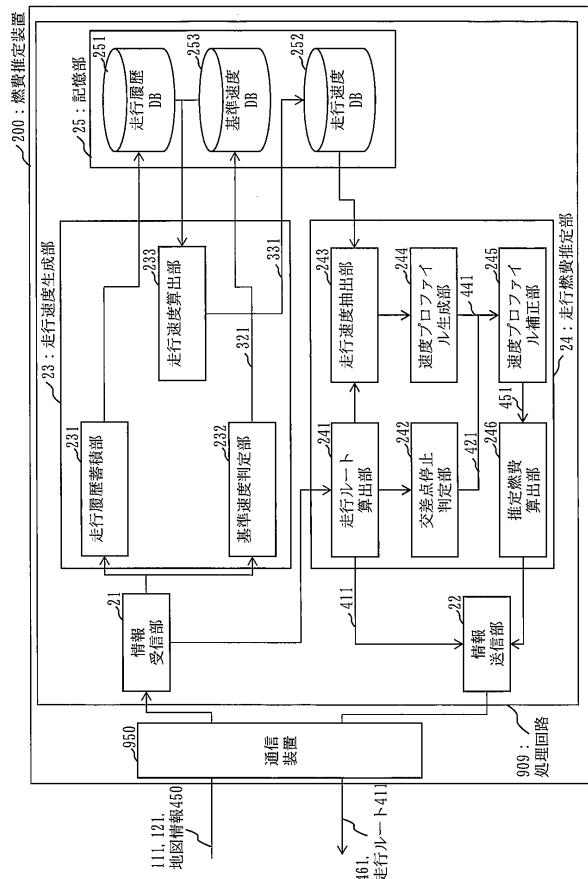 200：燃費推定装置
25：記憶部
251
走行履歴
DB
253
基準速度
DB
252
走行速度
DB
23：走行速度生成部
231
走行履歴蓄積部
233
走行速度算出部
232
基準速度判定部
331
321
24：走行燃費推定部
241
走行ルート
算出部
243
走行速度抽出部
242
交差点停止
判定部
244
速度プロファイ
ル生成部
421
441
245
速度プロファイ
ル補正部
451
246
推定燃費
算出部
411
21
情報
受信部
22
情報
送信部
950
通信
装置
909：
処理回路
111, 121,
地図情報450
461,
走行ルート411